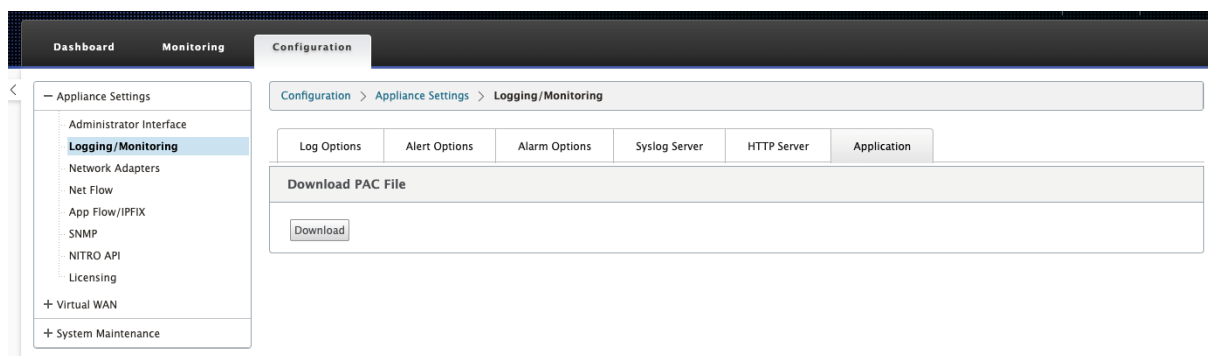 Dashboard Monitoring Configuration
− Appliance Settings
Administrator Interface
Logging/Monitoring
Network Adapters
Net Flow
App Flow/IPFIX
SNMP
NITRO API
Licensing
+ Virtual WAN
+ System Maintenance
Configuration > Appliance Settings > Logging/Monitoring
Log Options Alert Options Alarm Options Syslog Server HTTP Server Application
Download PAC File
Download